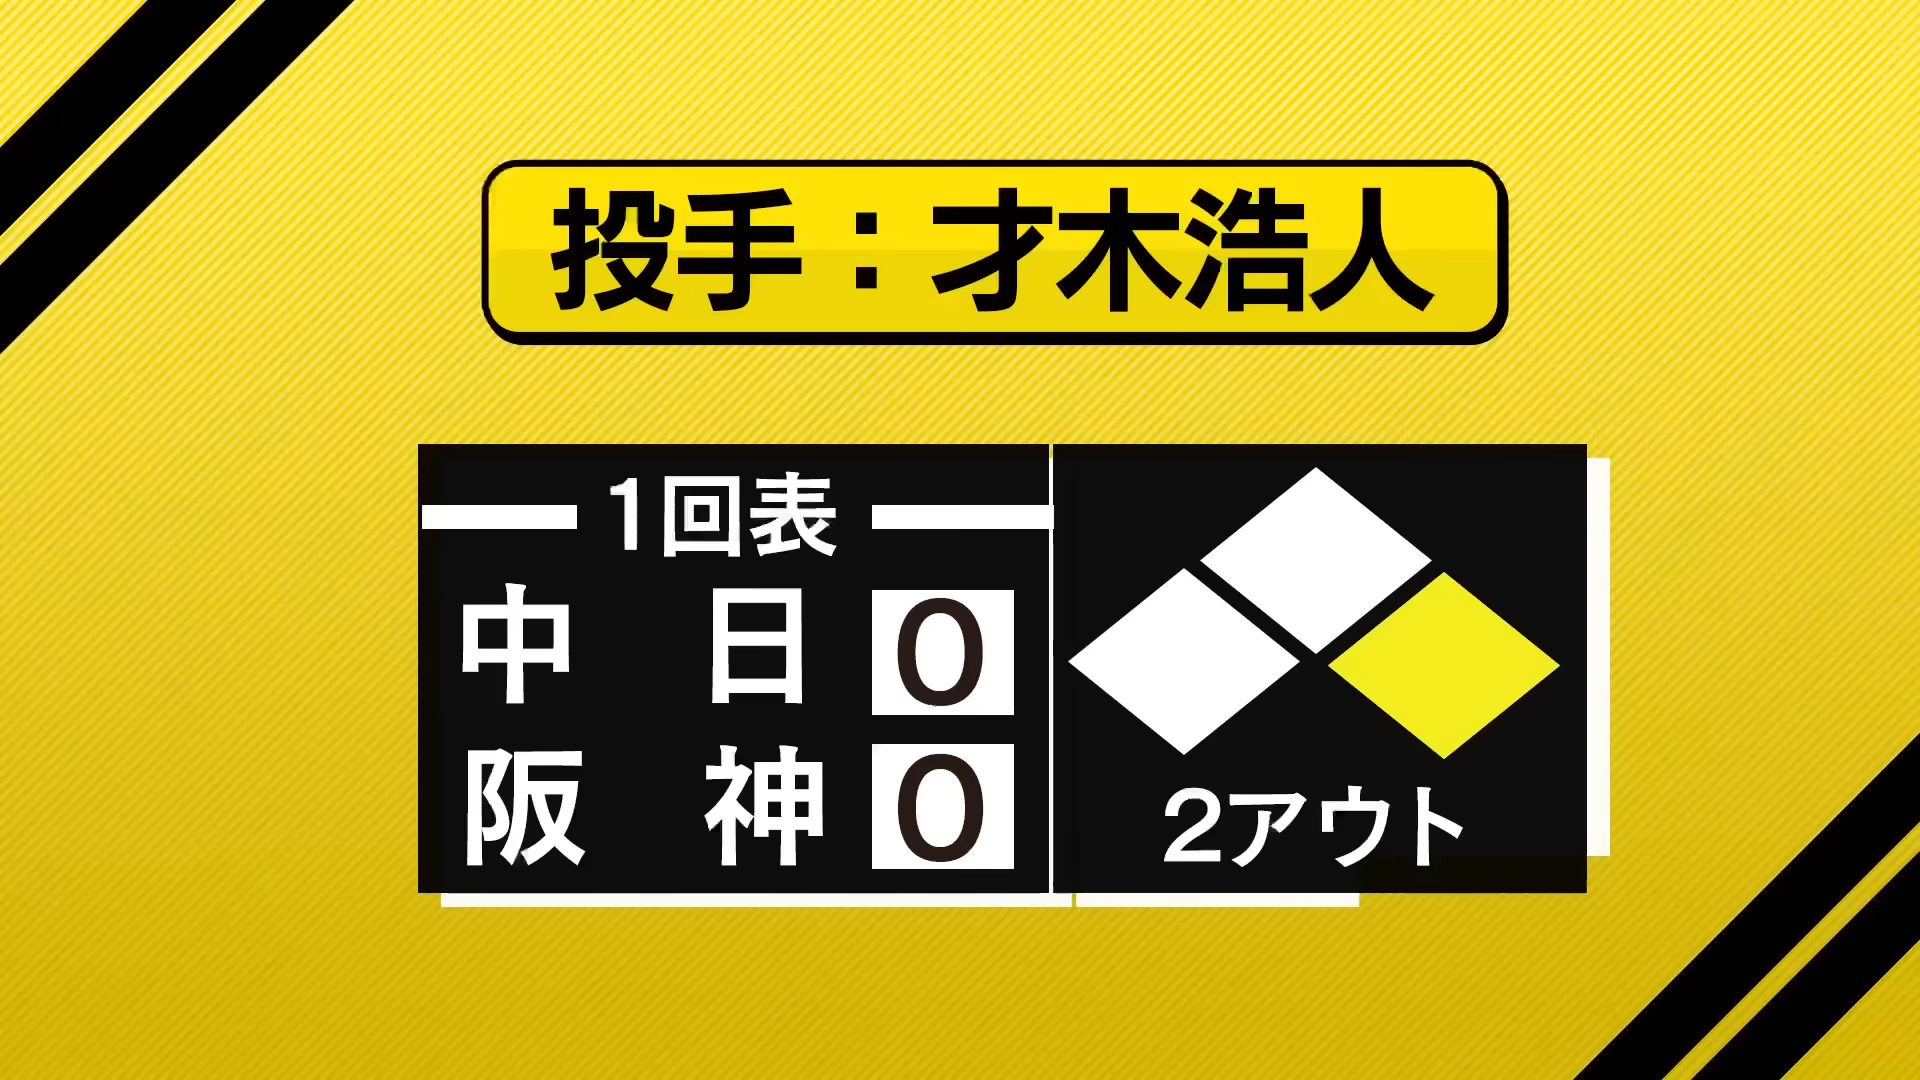 投手：才木浩人
1回表
中日 0
阪神 0
2アウト